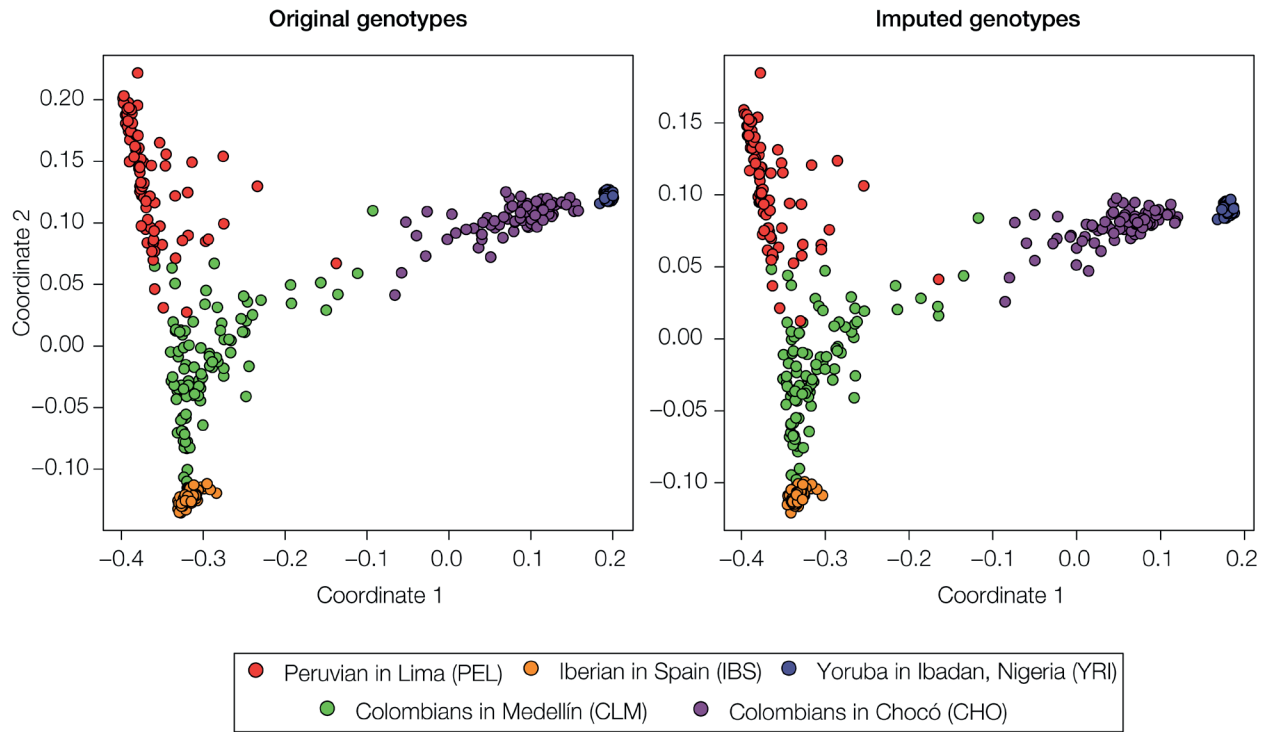 Original genotypes
Coordinate 2
0.20
0.15
0.10
0.05
0.00
−0.05
−0.10
−0.4 −0.3 −0.2 −0.1 0.0 0.1 0.2
Coordinate 1
Imputed genotypes
0.15
0.10
0.05
0.00
−0.05
−0.10
−0.4 −0.3 −0.2 −0.1 0.0 0.1 0.2
Coordinate 1
Peruvian in Lima (PEL) Iberian in Spain (IBS) Yoruba in Ibadan, Nigeria (YRI)
Colombians in Medellín (CLM) Colombians in Chocó (CHO)